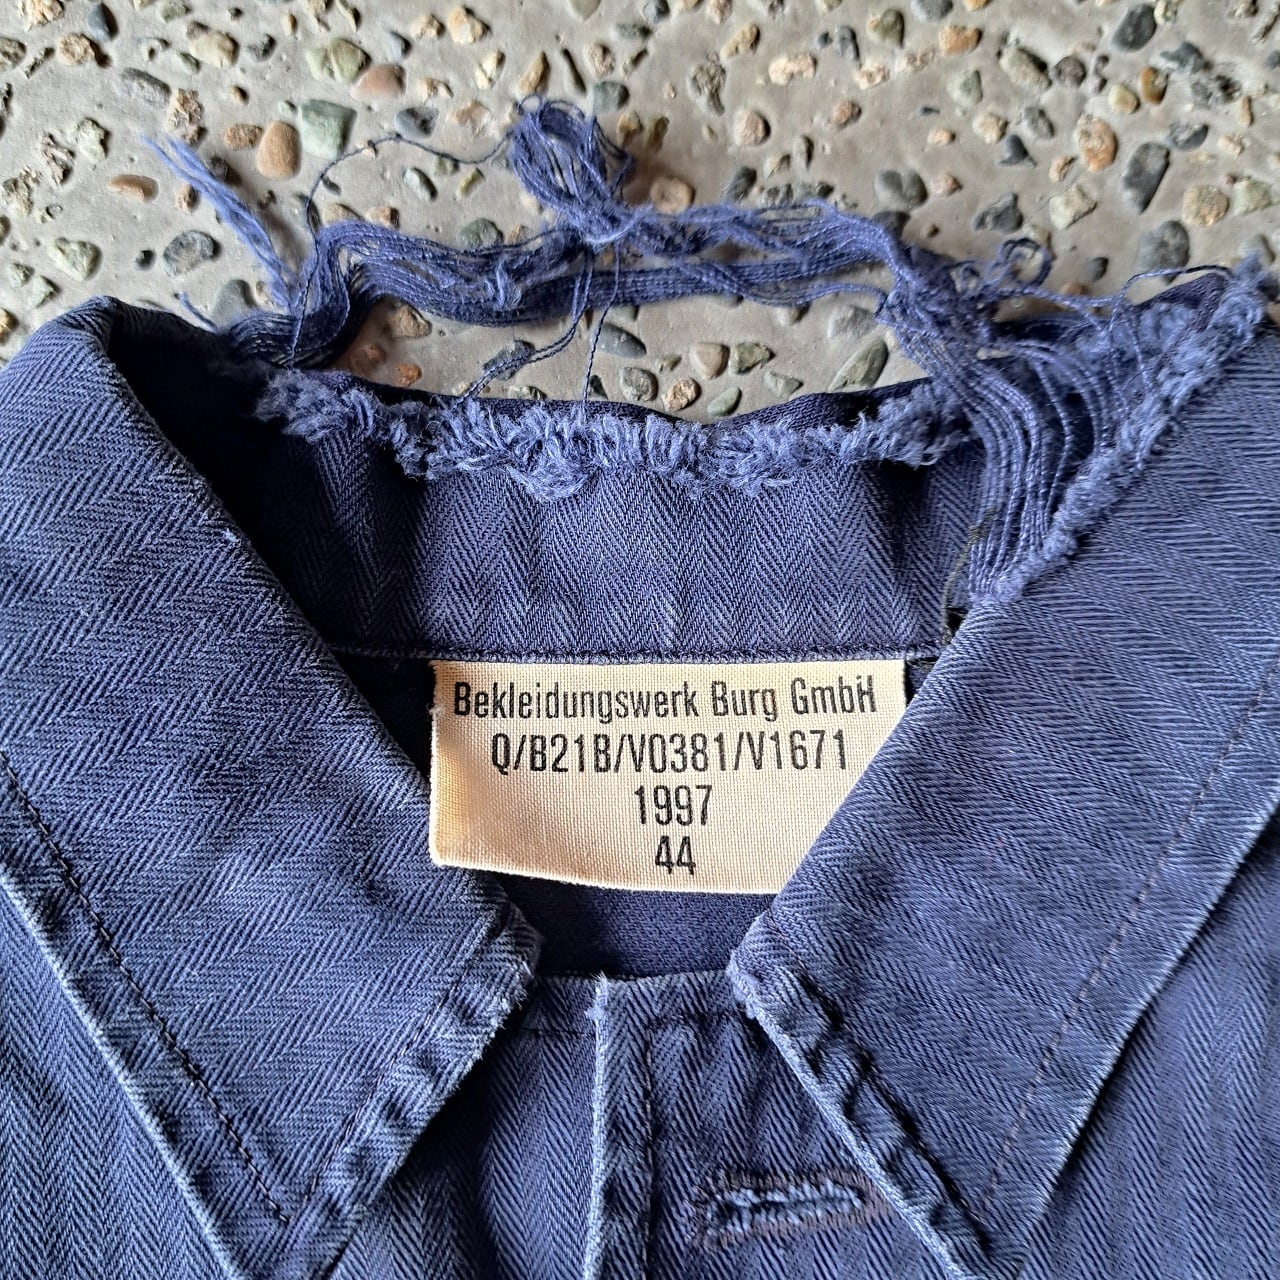 Bekleidungswerk Burg GmbH
Q/B21B/V0381/V1671
1997
44